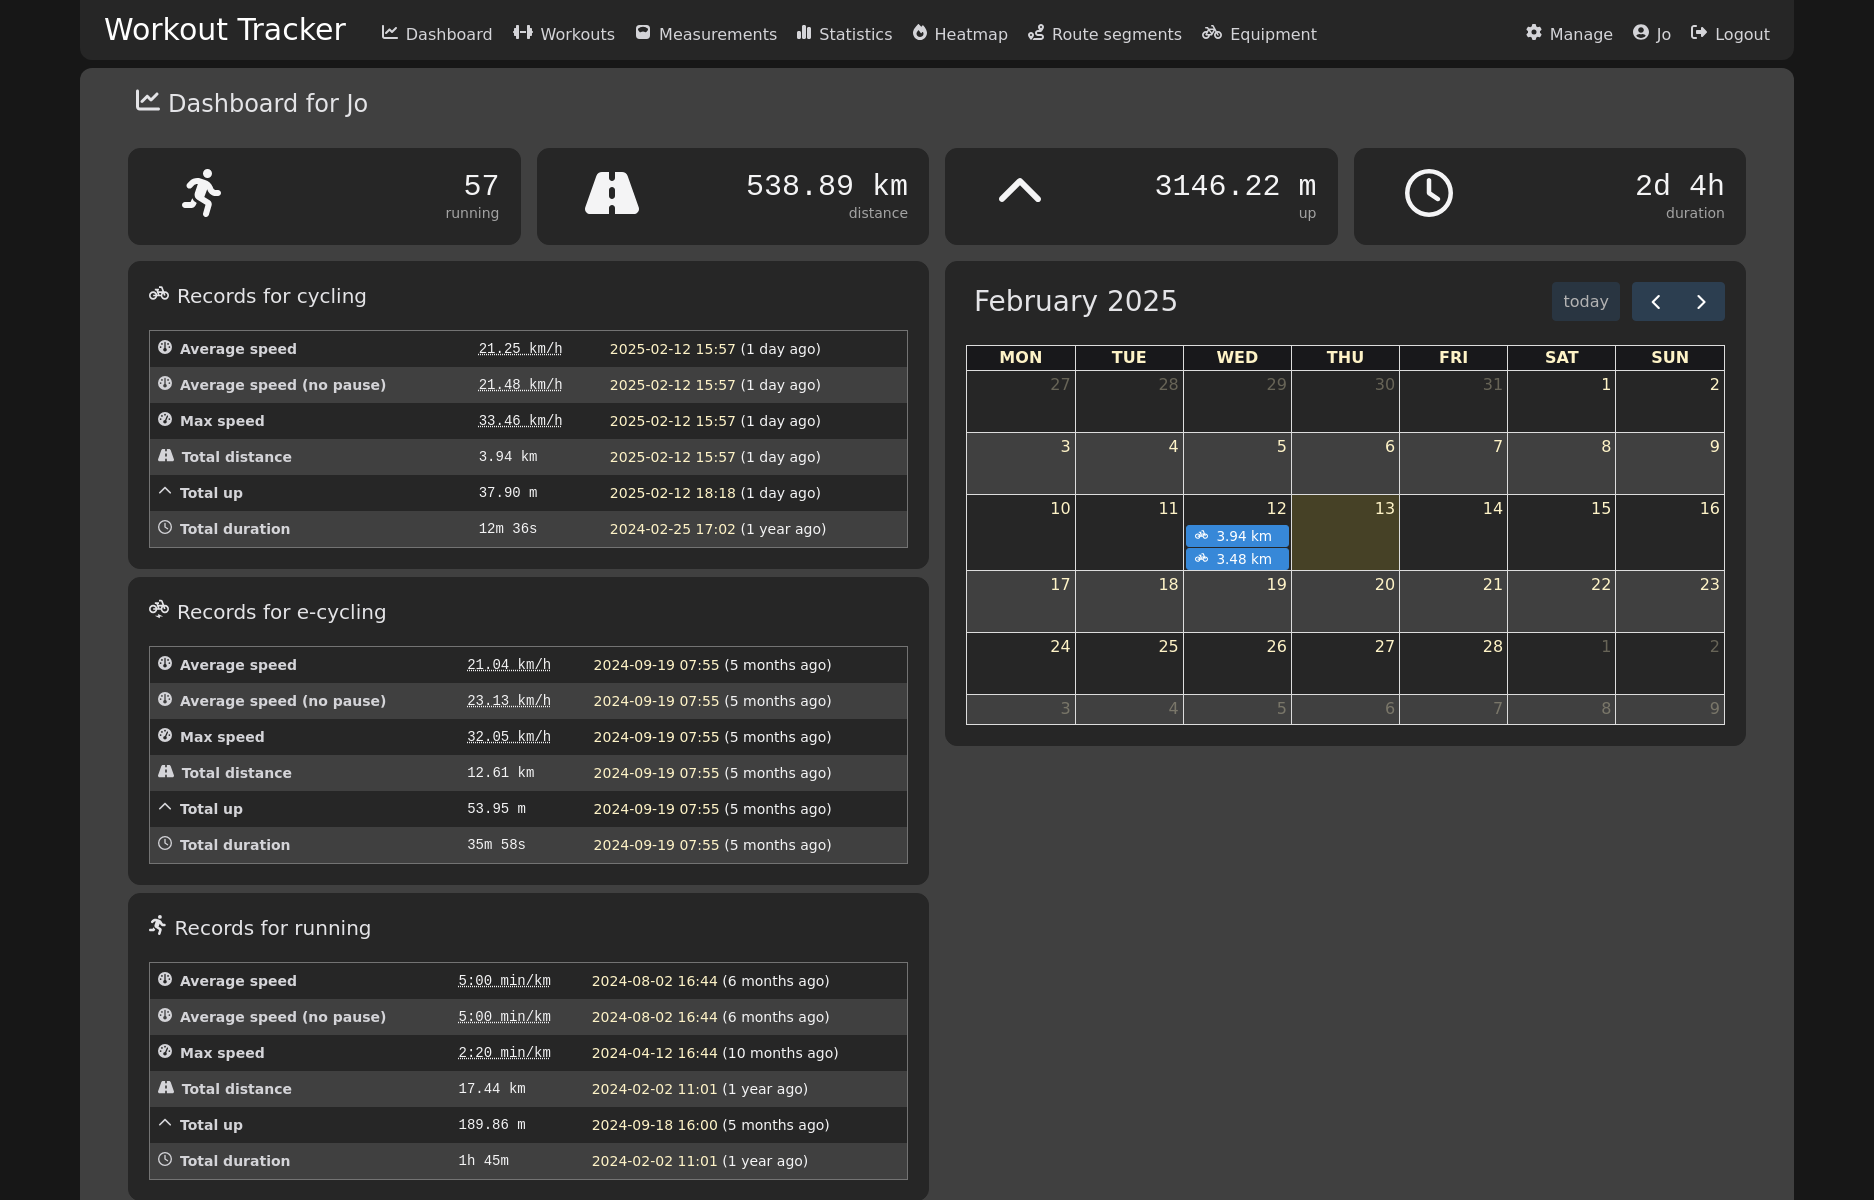 Workout Tracker Dashboard Workouts Measurements Statistics Heatmap Route segments Equipment Manage Jo Logout
Dashboard for Jo
57
running
538.89 km
distance
3146.22 m
up
2d 4h
duration
Records for cycling
Average speed 21.25 km/h 2025-02-12 15:57 (1 day ago)
Average speed (no pause) 21.48 km/h 2025-02-12 15:57 (1 day ago)
Max speed 33.46 km/h 2025-02-12 15:57 (1 day ago)
Total distance 3.94 km 2025-02-12 15:57 (1 day ago)
Total up 37.90 m 2025-02-12 18:18 (1 day ago)
Total duration 12m 36s 2024-02-25 17:02 (1 year ago)
Records for e-cycling
Average speed 21.04 km/h 2024-09-19 07:55 (5 months ago)
Average speed (no pause) 23.13 km/h 2024-09-19 07:55 (5 months ago)
Max speed 32.05 km/h 2024-09-19 07:55 (5 months ago)
Total distance 12.61 km 2024-09-19 07:55 (5 months ago)
Total up 53.95 m 2024-09-19 07:55 (5 months ago)
Total duration 35m 58s 2024-09-19 07:55 (5 months ago)
Records for running
Average speed 5:00 min/km 2024-08-02 16:44 (6 months ago)
Average speed (no pause) 5:00 min/km 2024-08-02 16:44 (6 months ago)
Max speed 2:20 min/km 2024-04-12 16:44 (10 months ago)
Total distance 17.44 km 2024-02-02 11:01 (1 year ago)
Total up 189.86 m 2024-09-18 16:00 (5 months ago)
Total duration 1h 45m 2024-02-02 11:01 (1 year ago)
February 2025 today
MON TUE WED THU FRI SAT SUN
27 28 29 30 31 1 2
3 4 5 6 7 8 9
10 11 12 13 14 15 16
3.94 km
3.48 km
17 18 19 20 21 22 23
24 25 26 27 28 1 2
3 4 5 6 7 8 9